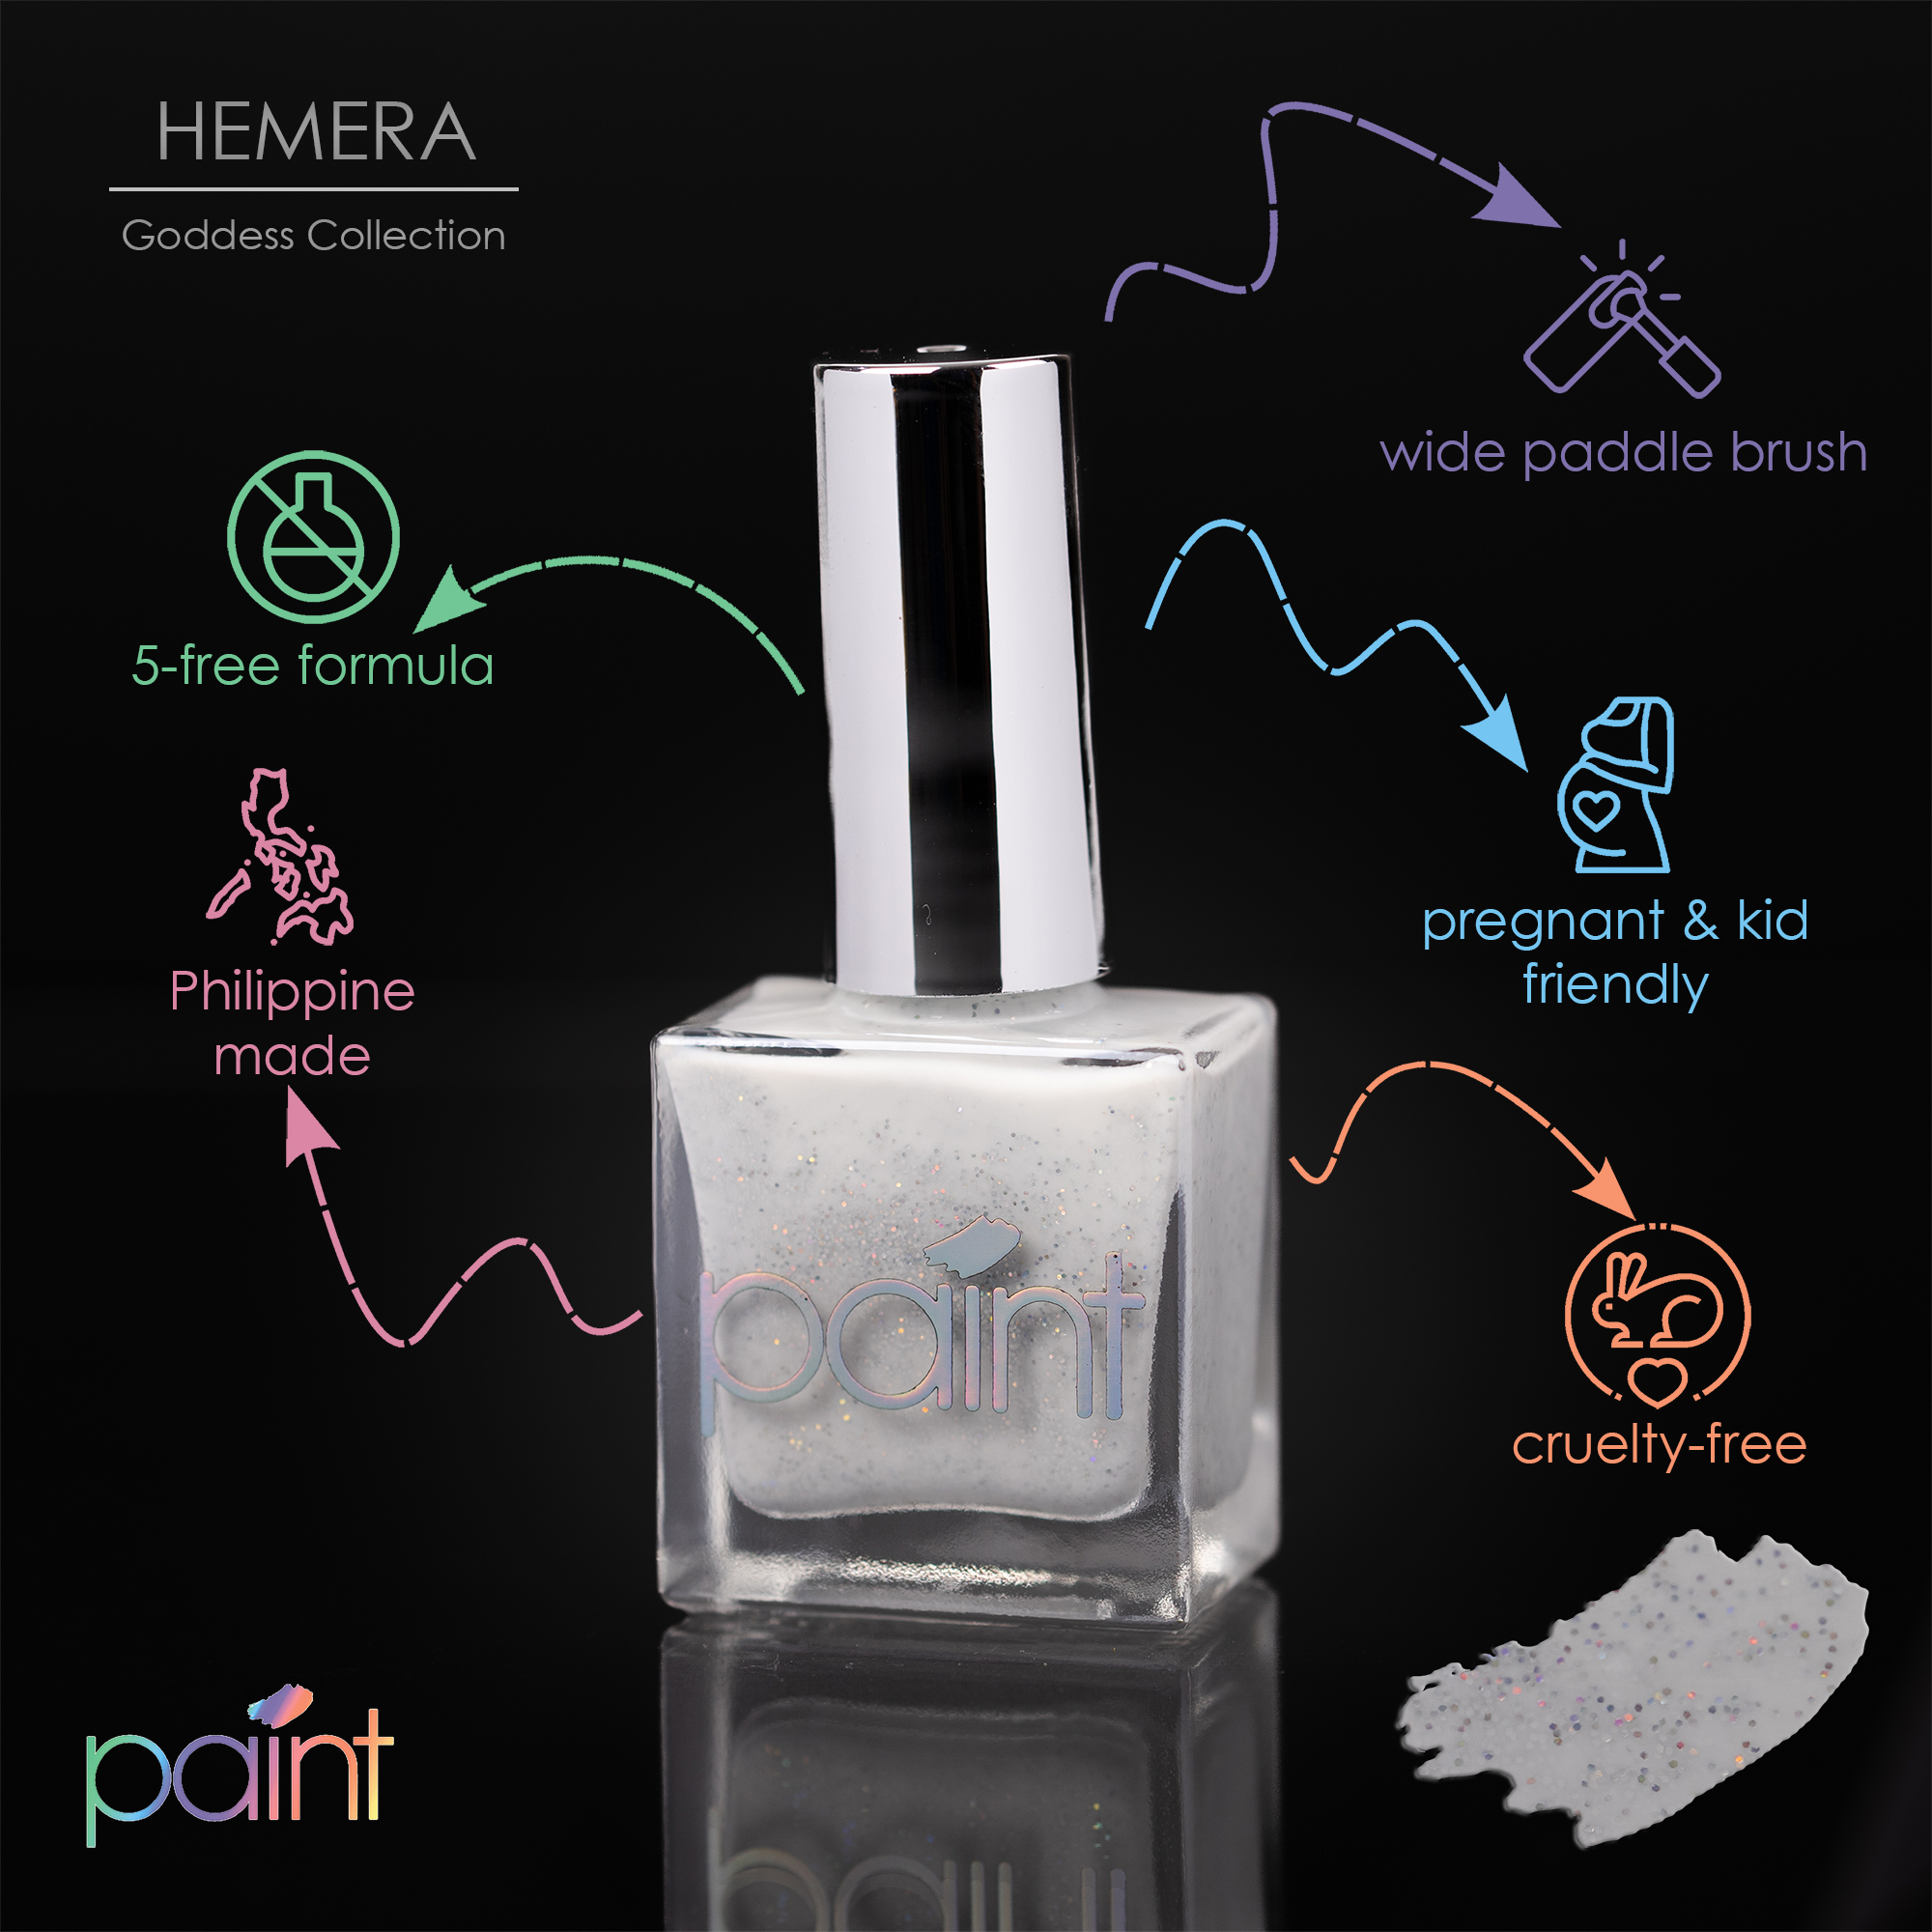 HEMERA
Goddess Collection
wide paddle brush
5-free formula
pregnant & kid
friendly
Philippine
made
paint
cruelty-free
paint